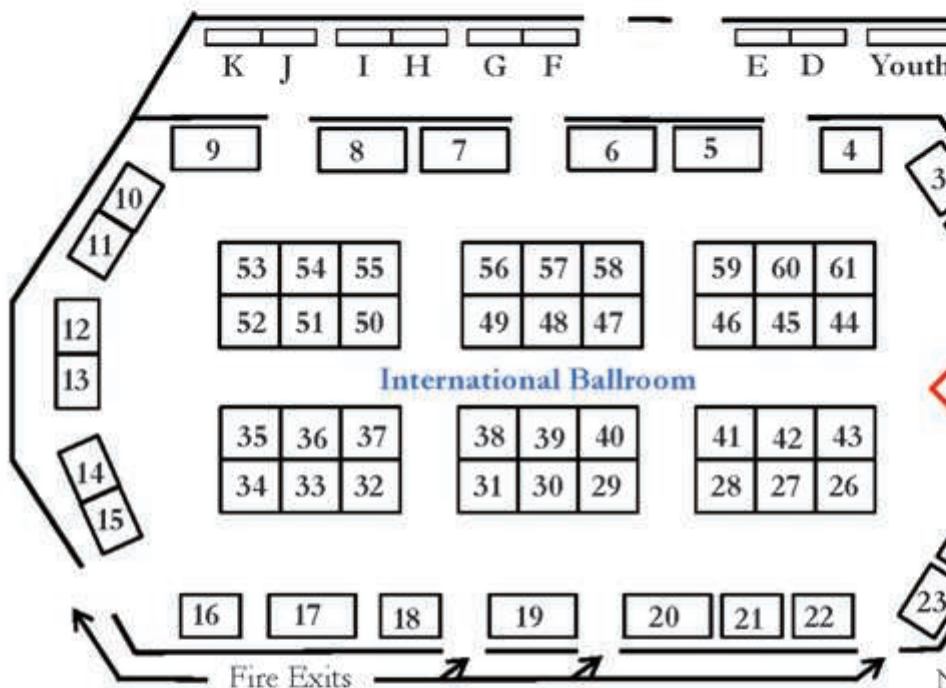 K J I H G F E D Youth
9 8 7 6 5 4 3
10
11
53 54 55 56 57 58 59 60 61
12
52 51 50 49 48 47 46 45 44
13
International Ballroom
35 36 37 38 39 40 41 42 43
14
34 33 32 31 30 29 28 27 26
15
16 17 18 19 20 21 22 23
Fire Exits
N